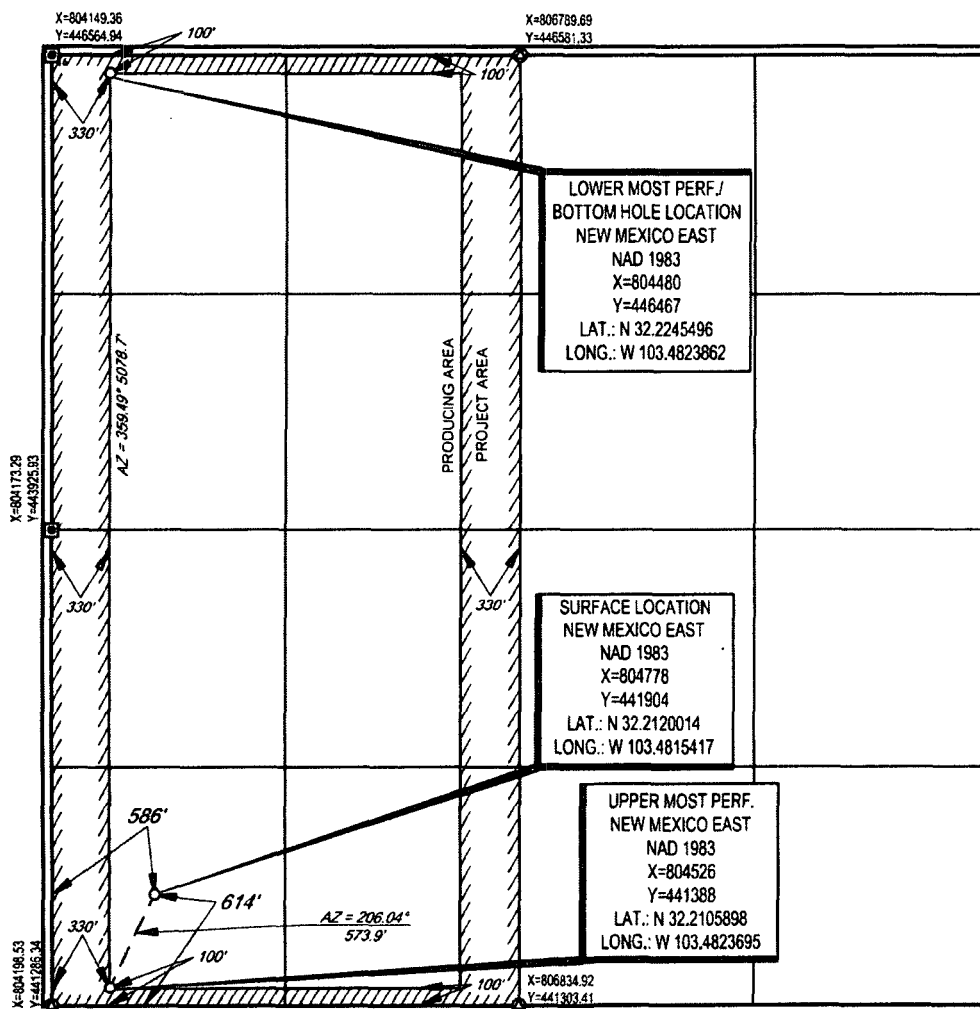 X=804149.36
Y=446564.94
100'
X=806789.69
Y=446581.33
100'
330'
LOWER MOST PERF./
BOTTOM HOLE LOCATION
NEW MEXICO EAST
NAD 1983
X=804480
Y=446467
LAT.: N 32.2245496
LONG.: W 103.4823862
AZ = 359.49° 5078.7'
PRODUCING AREA
PROJECT AREA
X=804173.29
Y=443925.93
330'
330'
SURFACE LOCATION
NEW MEXICO EAST
NAD 1983
X=804778
Y=441904
LAT.: N 32.2120014
LONG.: W 103.4815417
UPPER MOST PERF.
NEW MEXICO EAST
NAD 1983
X=804526
Y=441388
LAT.: N 32.2105898
LONG.: W 103.4823695
586'
614'
AZ = 206.04°
573.9'
330'
100'
100'
X=804198.53
Y=441286.34
X=806834.92
Y=441303.41